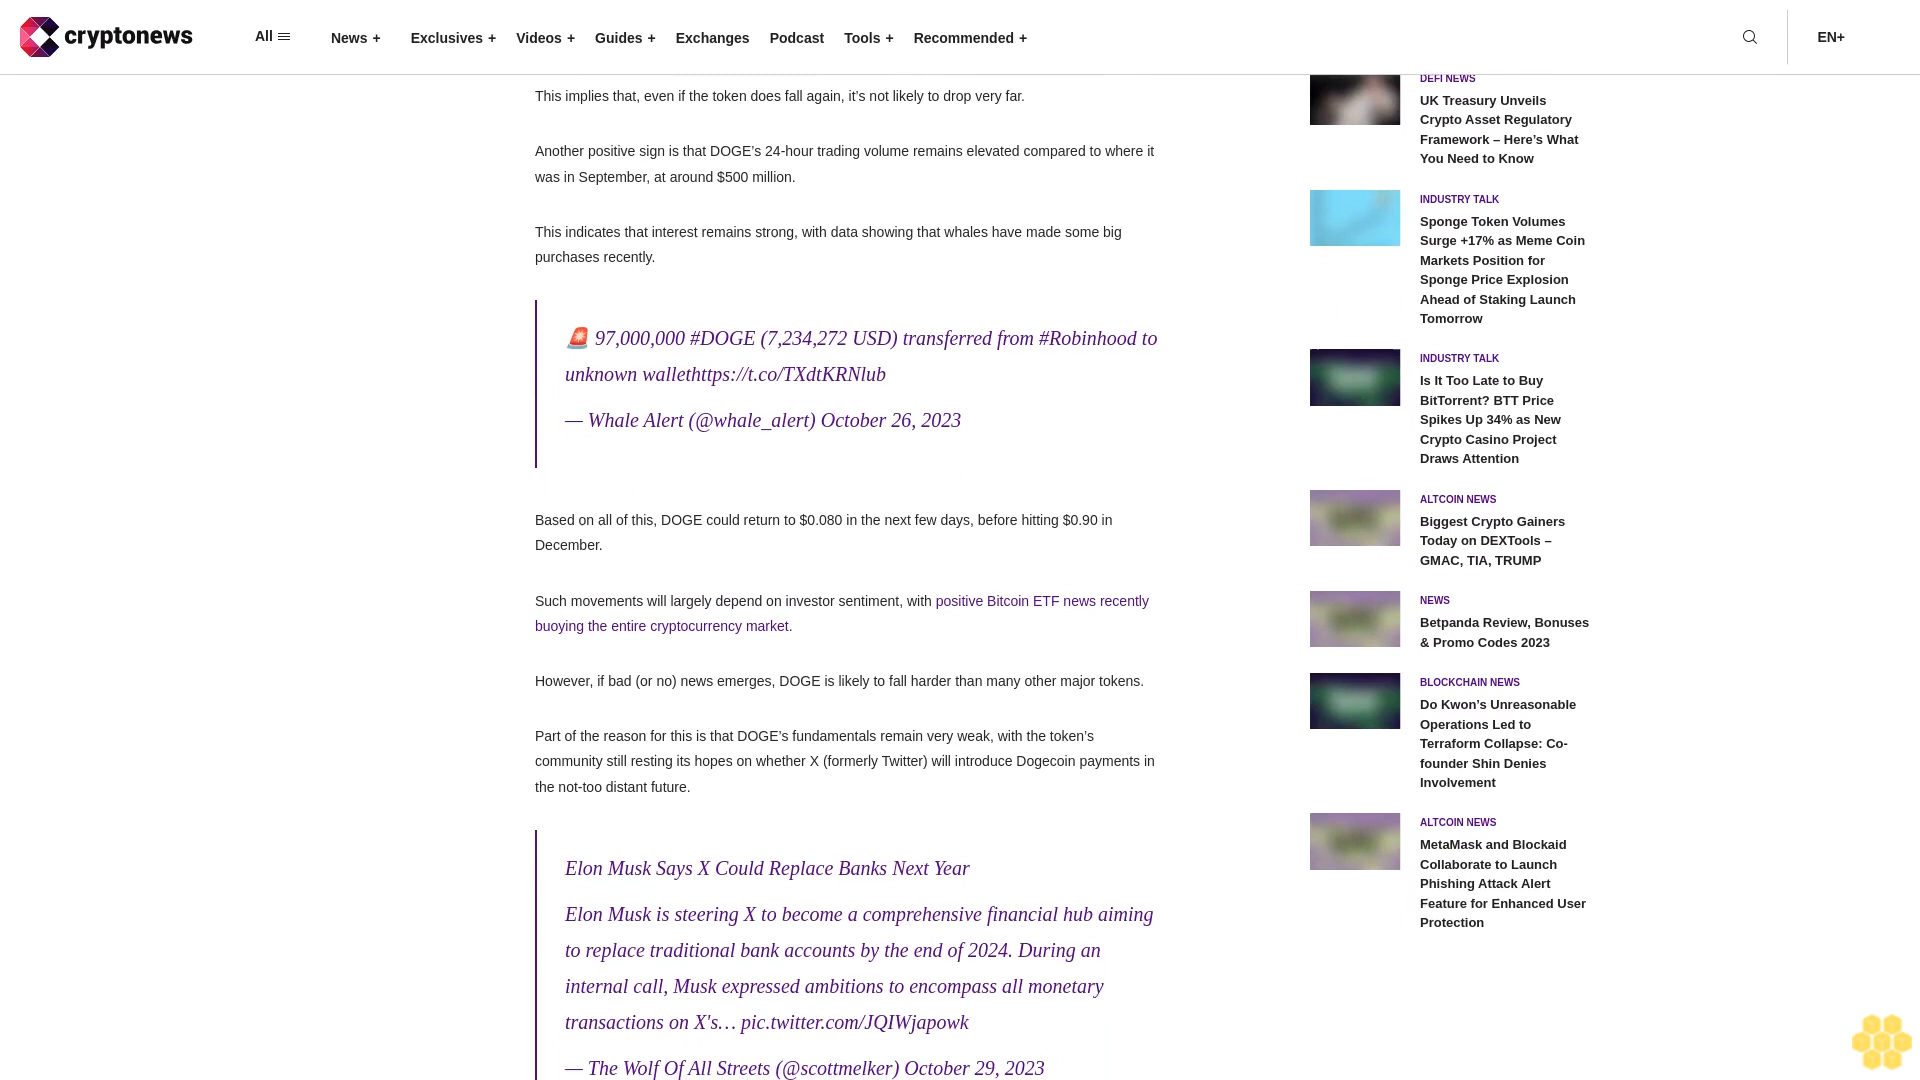 cryptonews
All
News +
Exclusives +
Videos +
Guides +
Exchanges
Podcast
Tools +
Recommended +
EN+
This implies that, even if the token does fall again, it’s not likely to drop very far.
Another positive sign is that DOGE’s 24-hour trading volume remains elevated compared to where it
was in September, at around $500 million.
This indicates that interest remains strong, with data showing that whales have made some big
purchases recently.
🚨 97,000,000 #DOGE (7,234,272 USD) transferred from #Robinhood to
unknown wallethttps://t.co/TXdtKRNlub
— Whale Alert (@whale_alert) October 26, 2023
Based on all of this, DOGE could return to $0.080 in the next few days, before hitting $0.90 in
December.
Such movements will largely depend on investor sentiment, with positive Bitcoin ETF news recently
buoying the entire cryptocurrency market.
However, if bad (or no) news emerges, DOGE is likely to fall harder than many other major tokens.
Part of the reason for this is that DOGE’s fundamentals remain very weak, with the token’s
community still resting its hopes on whether X (formerly Twitter) will introduce Dogecoin payments in
the not-too distant future.
Elon Musk Says X Could Replace Banks Next Year
Elon Musk is steering X to become a comprehensive financial hub aiming
to replace traditional bank accounts by the end of 2024. During an
internal call, Musk expressed ambitions to encompass all monetary
transactions on X's… pic.twitter.com/JQIWjapowk
— The Wolf Of All Streets (@scottmelker) October 29, 2023
DEFI NEWS
UK Treasury Unveils
Crypto Asset Regulatory
Framework – Here’s What
You Need to Know
INDUSTRY TALK
Sponge Token Volumes
Surge +17% as Meme Coin
Markets Position for
Sponge Price Explosion
Ahead of Staking Launch
Tomorrow
INDUSTRY TALK
Is It Too Late to Buy
BitTorrent? BTT Price
Spikes Up 34% as New
Crypto Casino Project
Draws Attention
ALTCOIN NEWS
Biggest Crypto Gainers
Today on DEXTools –
GMAC, TIA, TRUMP
NEWS
Betpanda Review, Bonuses
& Promo Codes 2023
BLOCKCHAIN NEWS
Do Kwon’s Unreasonable
Operations Led to
Terraform Collapse: Co-
founder Shin Denies
Involvement
ALTCOIN NEWS
MetaMask and Blockaid
Collaborate to Launch
Phishing Attack Alert
Feature for Enhanced User
Protection